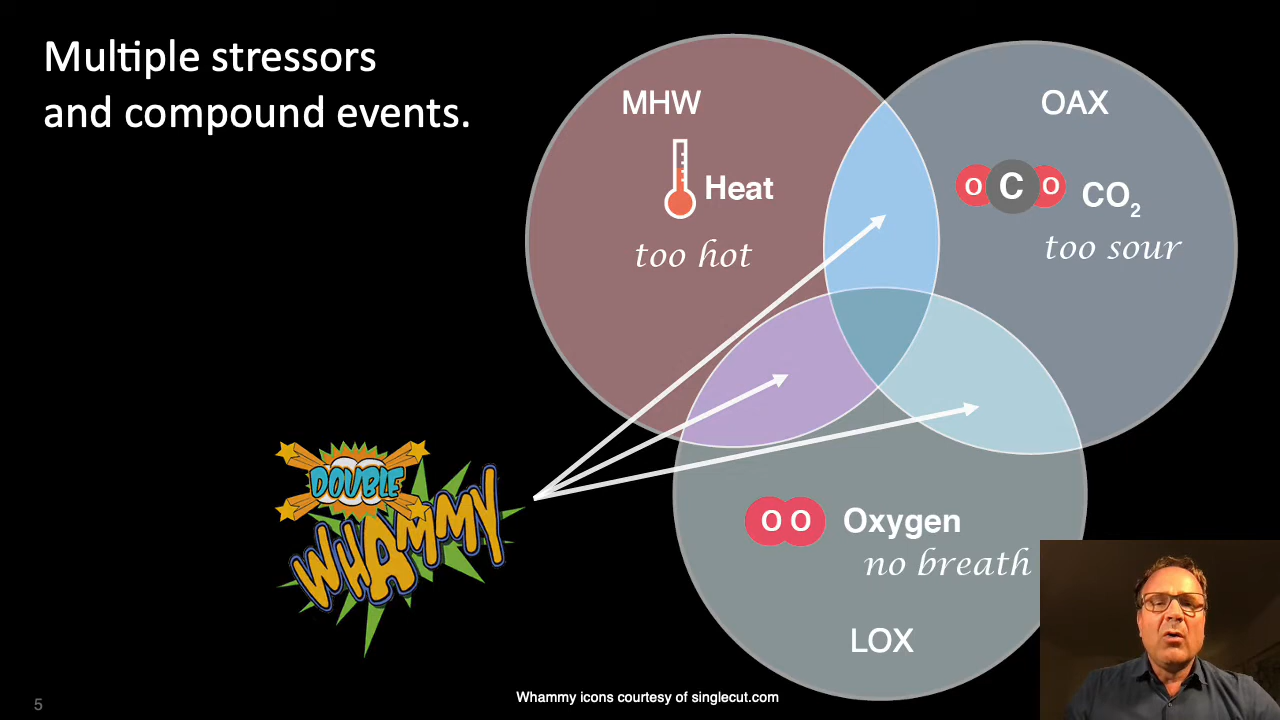 Multiple stressors
and compound events.
MHW
Heat
too hot
OAX
O C O
CO₂
too sour
DOUBLE
WHAMMY
O O
Oxygen
no breath
LOX
Whammy icons courtesy of singlecut.com
5